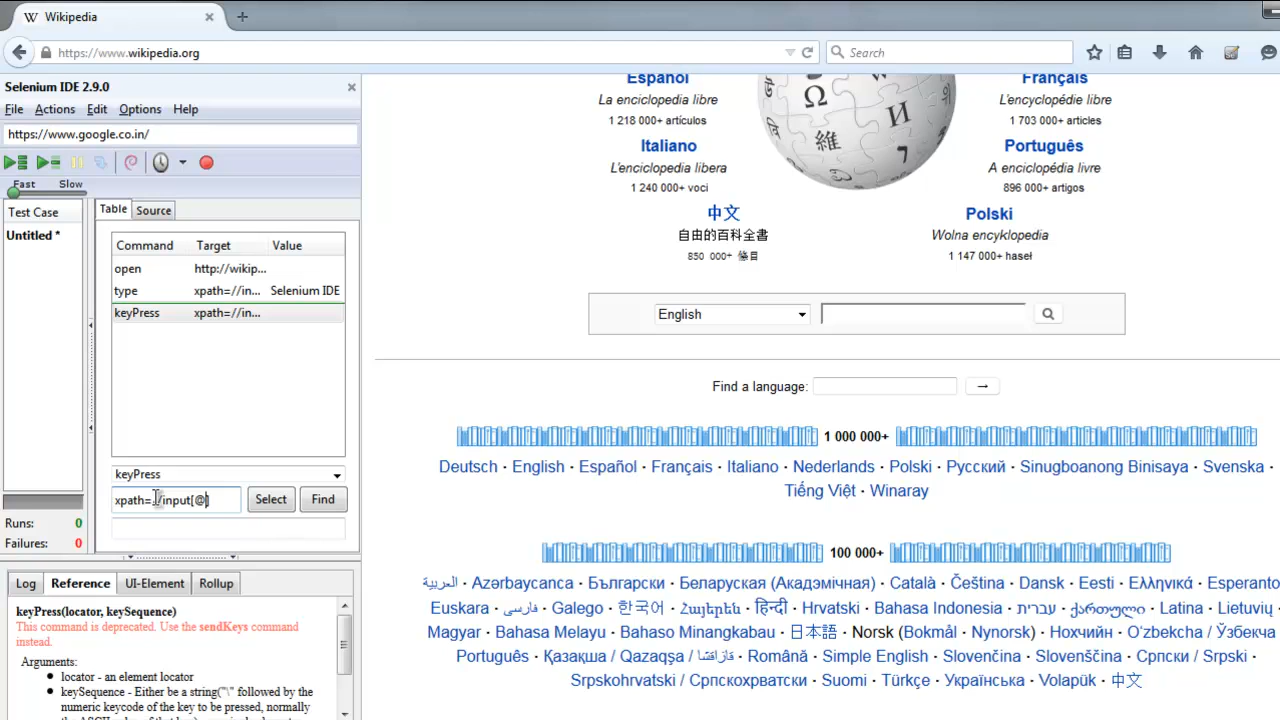 Wikipedia
https://www.wikipedia.org
Search
Selenium IDE 2.9.0
File Actions Edit Options Help
https://www.google.co.in/
Fast Slow
Test Case
Untitled *
Table Source
Command Target Value
open http://wikip...
type xpath=//in... Selenium IDE
keyPress xpath=//in...
keyPress
xpath=//input[@]
Select Find
Runs: 0
Failures: 0
Log Reference UI-Element Rollup
keyPress(locator, keySequence)
This command is deprecated. Use the sendKeys command
instead.
Arguments:
locator - an element locator
keySequence - Either be a string("\" followed by the
numeric keycode of the key to be pressed, normally
the ASCII value of that key)
Español
La enciclopedia libre
1 218 000+ artículos
Français
L'encyclopédie libre
1 703 000+ articles
Ω
И
維
7
Italiano
L'enciclopedia libera
1 240 000+ voci
Português
A enciclopédia livre
896 000+ artigos
中文
自由的百科全書
850 000+ 條目
Polski
Wolna encyklopedia
1 147 000+ haseł
English
Find a language: →
1 000 000+
Deutsch · English · Español · Français · Italiano · Nederlands · Polski · Русский · Sinugboanong Binisaya · Svenska ·
Tiếng Việt · Winaray
100 000+
العربية · Azərbaycanca · Български · Беларуская (Акадэмічная) · Català · Čeština · Dansk · Eesti · Ελληνικά · Esperanto
Euskara · فارسی · Galego · 한국어 · Հայերեն · हिन्दी · Hrvatski · Bahasa Indonesia · עברית · ქართული · Latina · Lietuvių ·
Magyar · Bahasa Melayu · Bahaso Minangkabau · 日本語 · Norsk (Bokmål · Nynorsk) · Нохчийн · Oʻzbekcha / Ўзбекча
Português · Қазақша / Qazaqşa / قازاقشا · Română · Simple English · Slovenčina · Slovenščina · Српски / Srpski ·
Srpskohrvatski / Српскохрватски · Suomi · Türkçe · Українська · Volapük · 中文